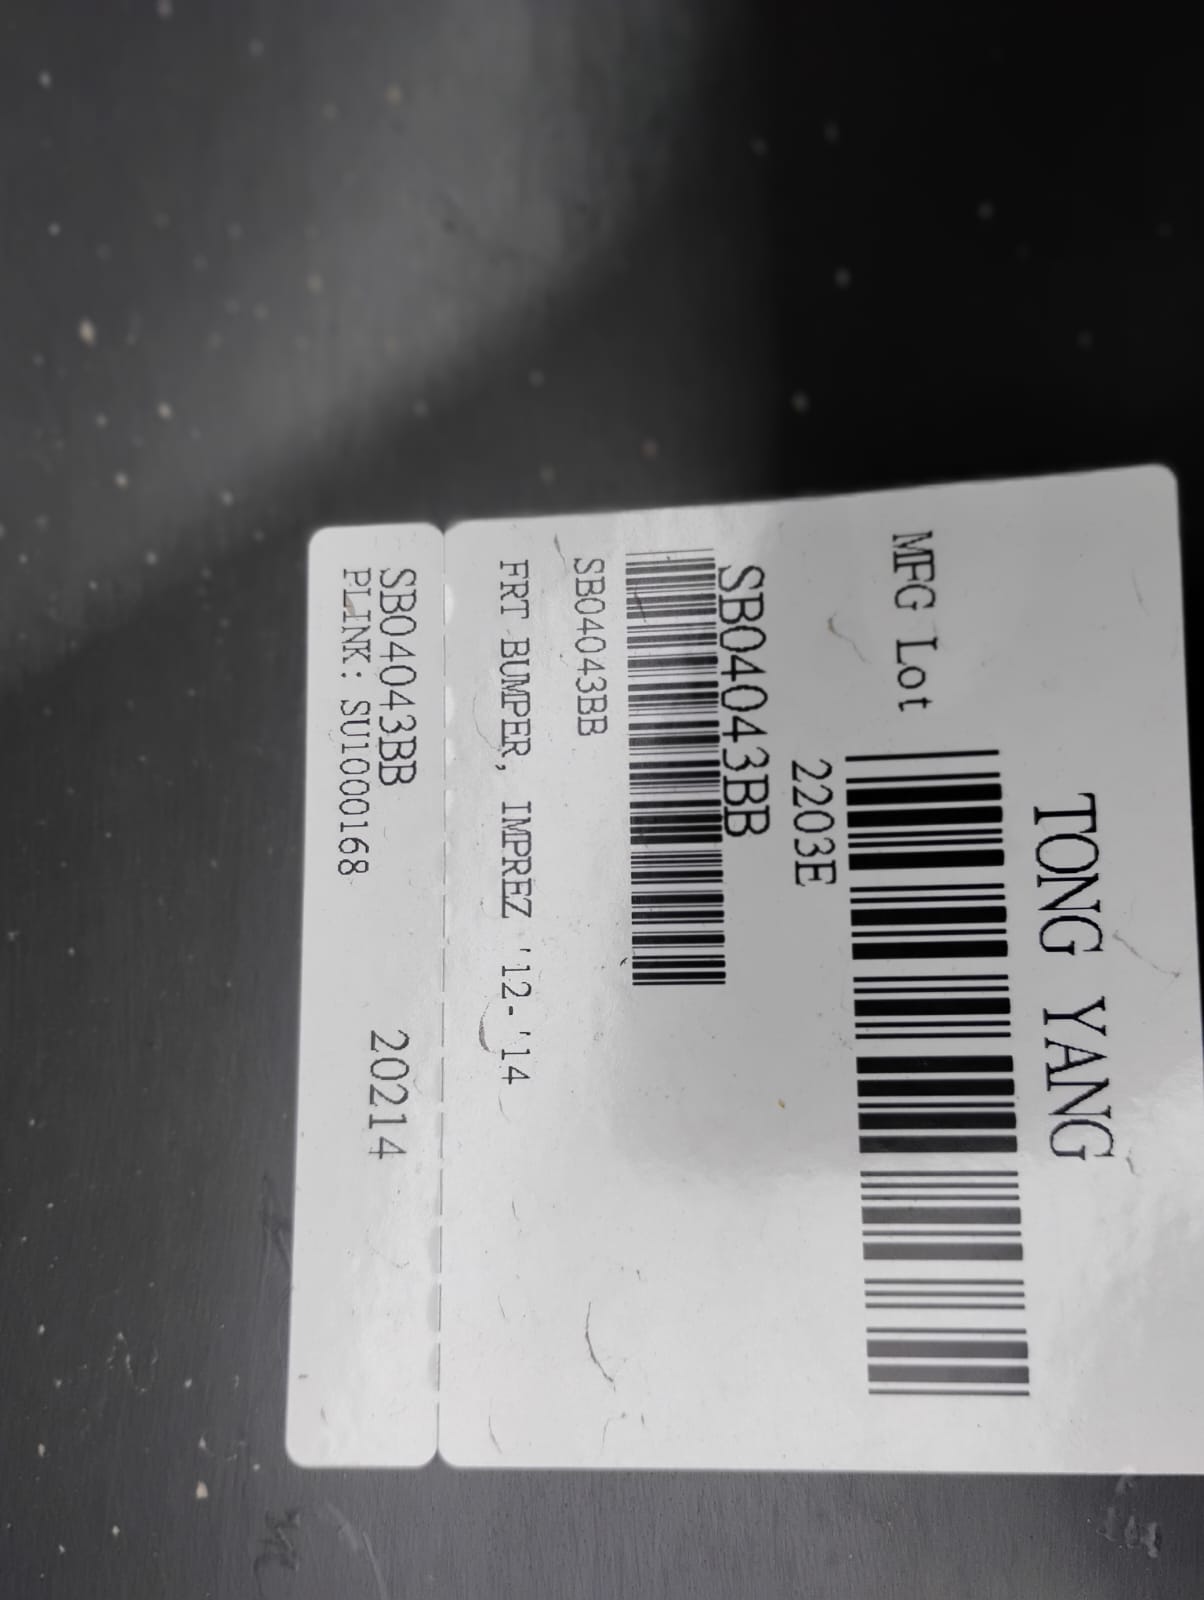 TONG YANG
MFG Lot
2203E
SB04043BB
SB04043BB
FRT BUMPER, IMPREZ '12-'14
SB04043BB 20214
PLINK: SU1000168